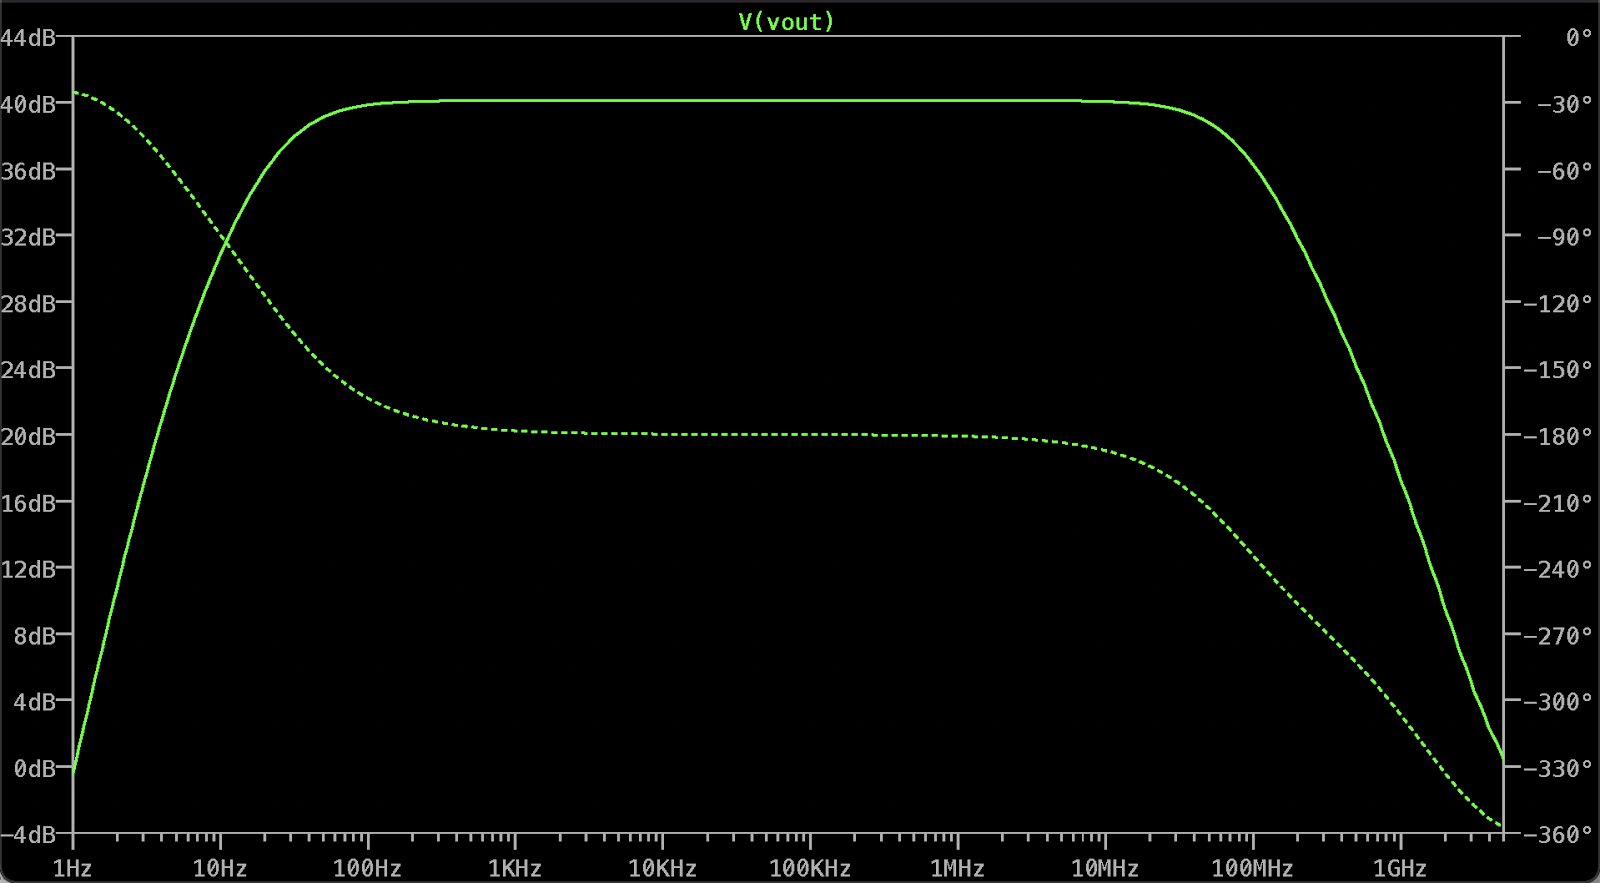 V(vout)
44dB 0°
40dB −30°
36dB −60°
32dB −90°
28dB −120°
24dB −150°
20dB −180°
16dB −210°
12dB −240°
8dB −270°
4dB −300°
0dB −330°
−4dB −360°
1Hz 10Hz 100Hz 1KHz 10KHz 100KHz 1MHz 10MHz 100MHz 1GHz